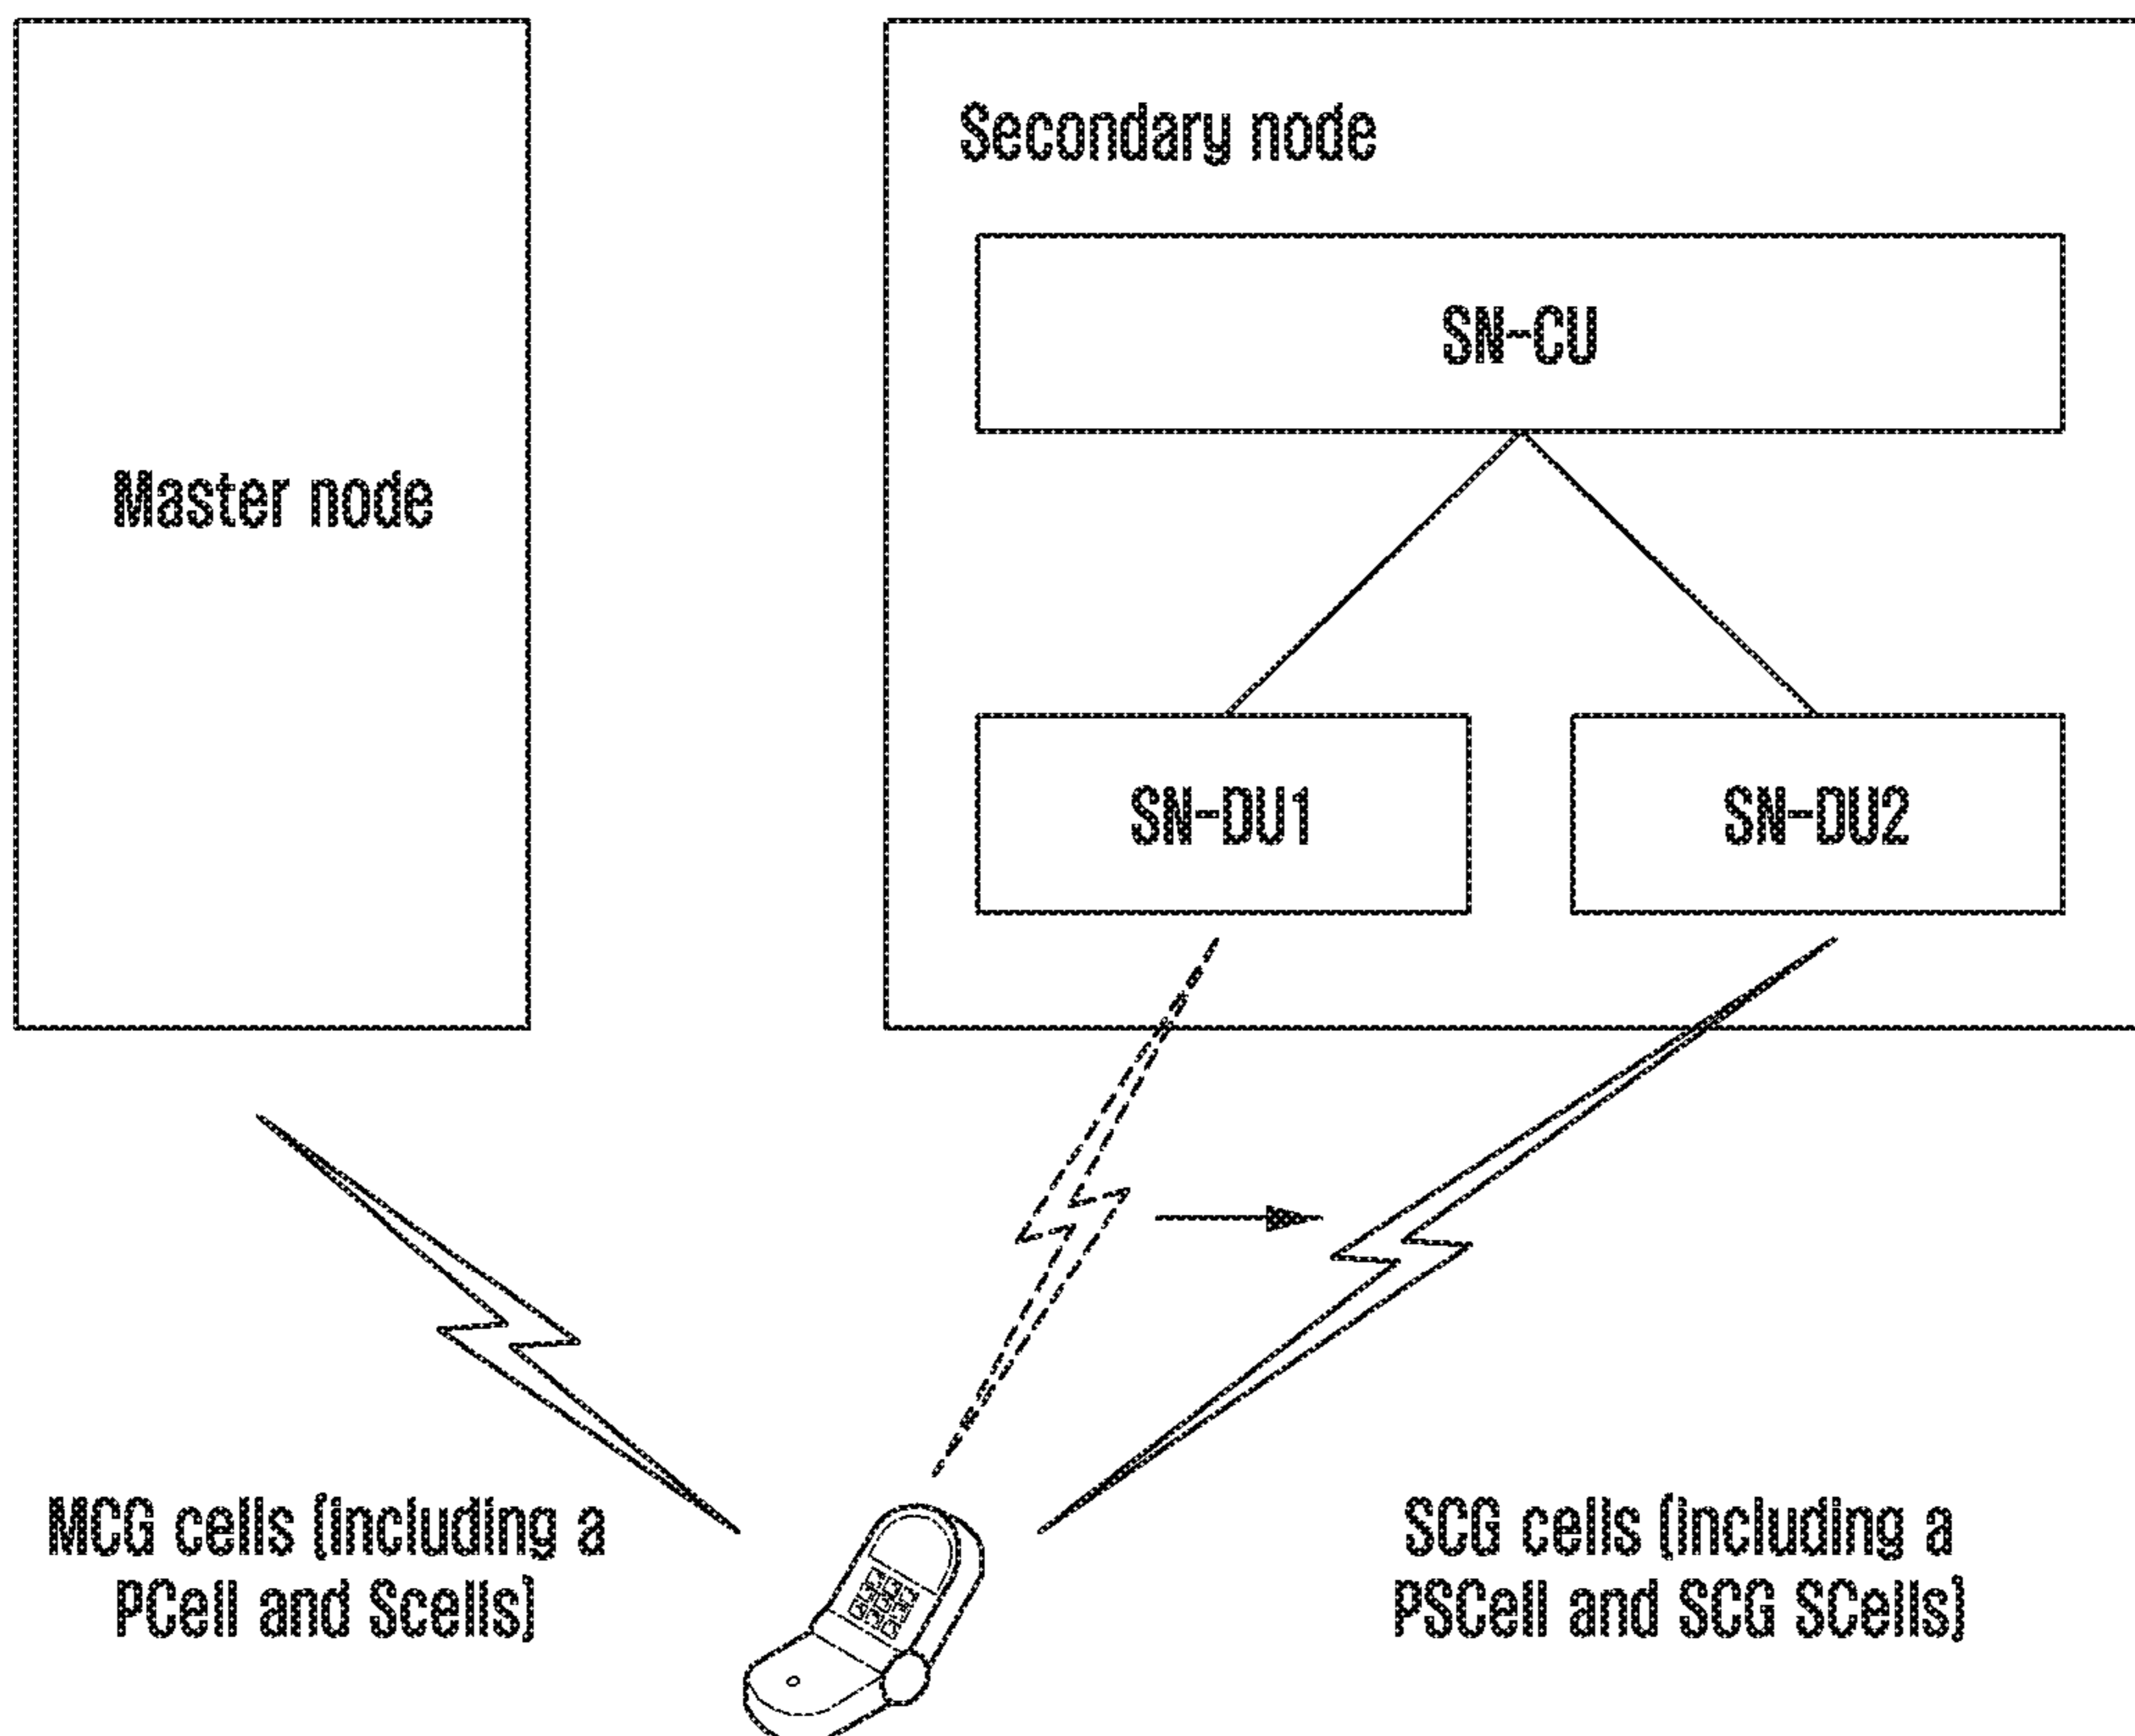 Master node
Secondary node
SN-CU
SN-DU1
SN-DU2
MCG cells (including a
PCell and Scells)
SCG cells (including a
PSCell and SCG SCells)